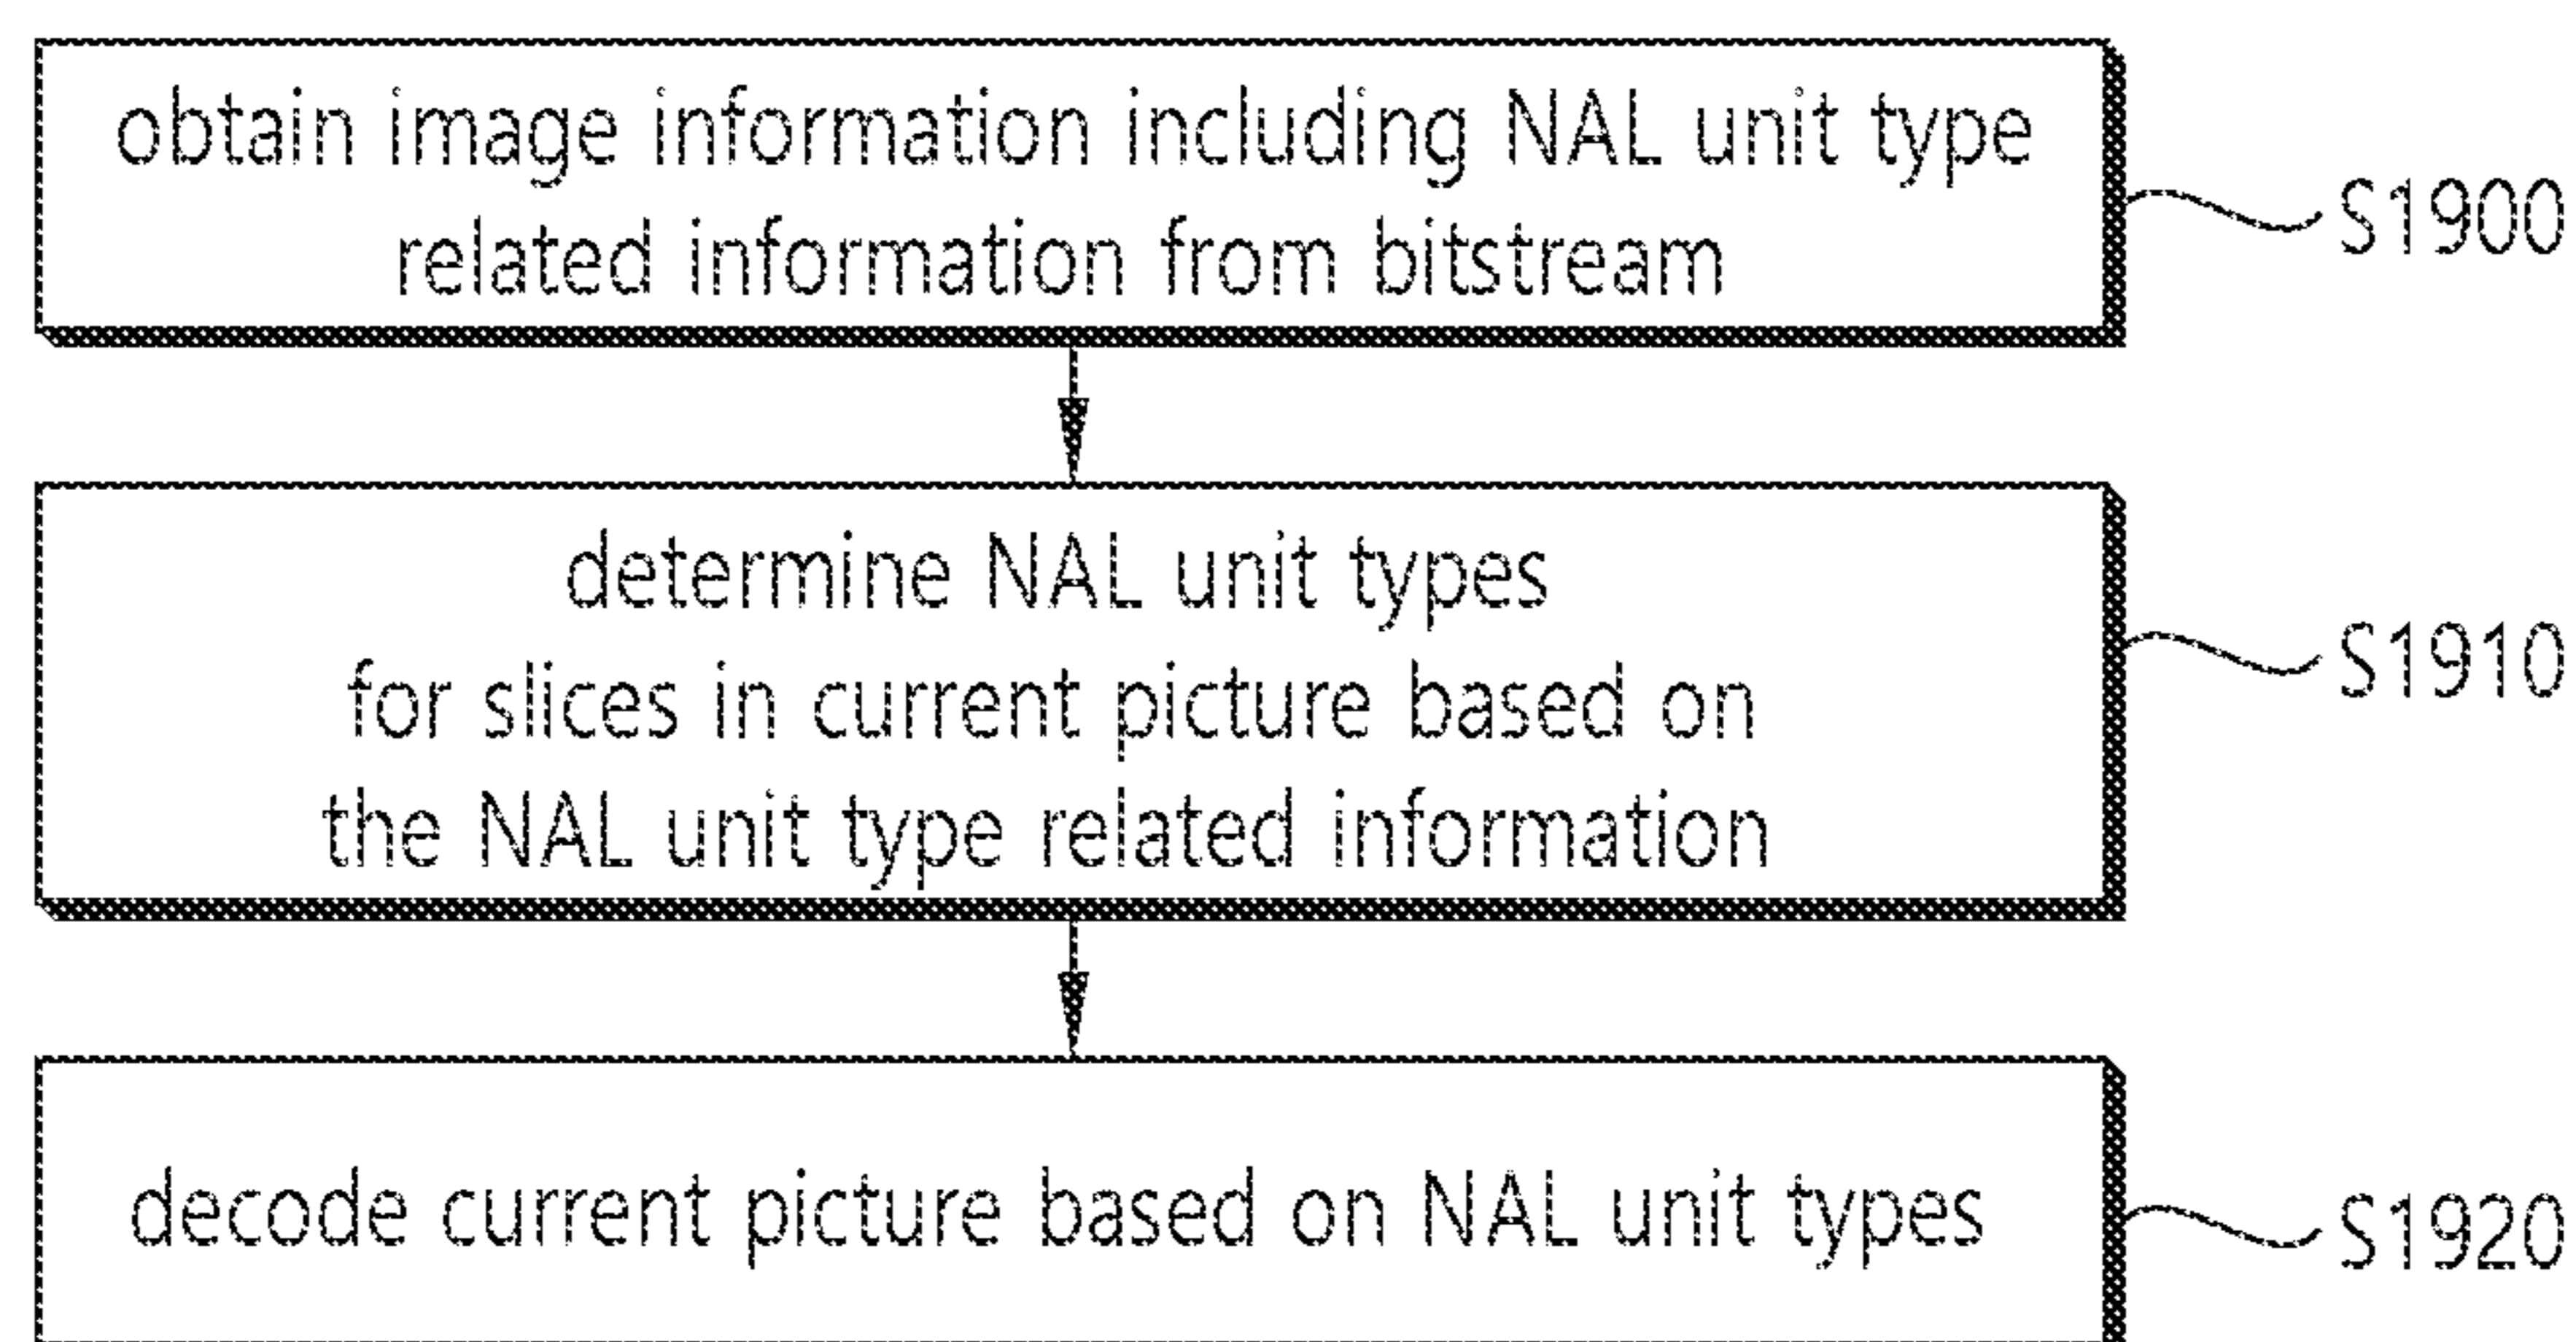 obtain image information including NAL unit type
related information from bitstream
S1900
determine NAL unit types
for slices in current picture based on
the NAL unit type related information
S1910
decode current picture based on NAL unit types
S1920